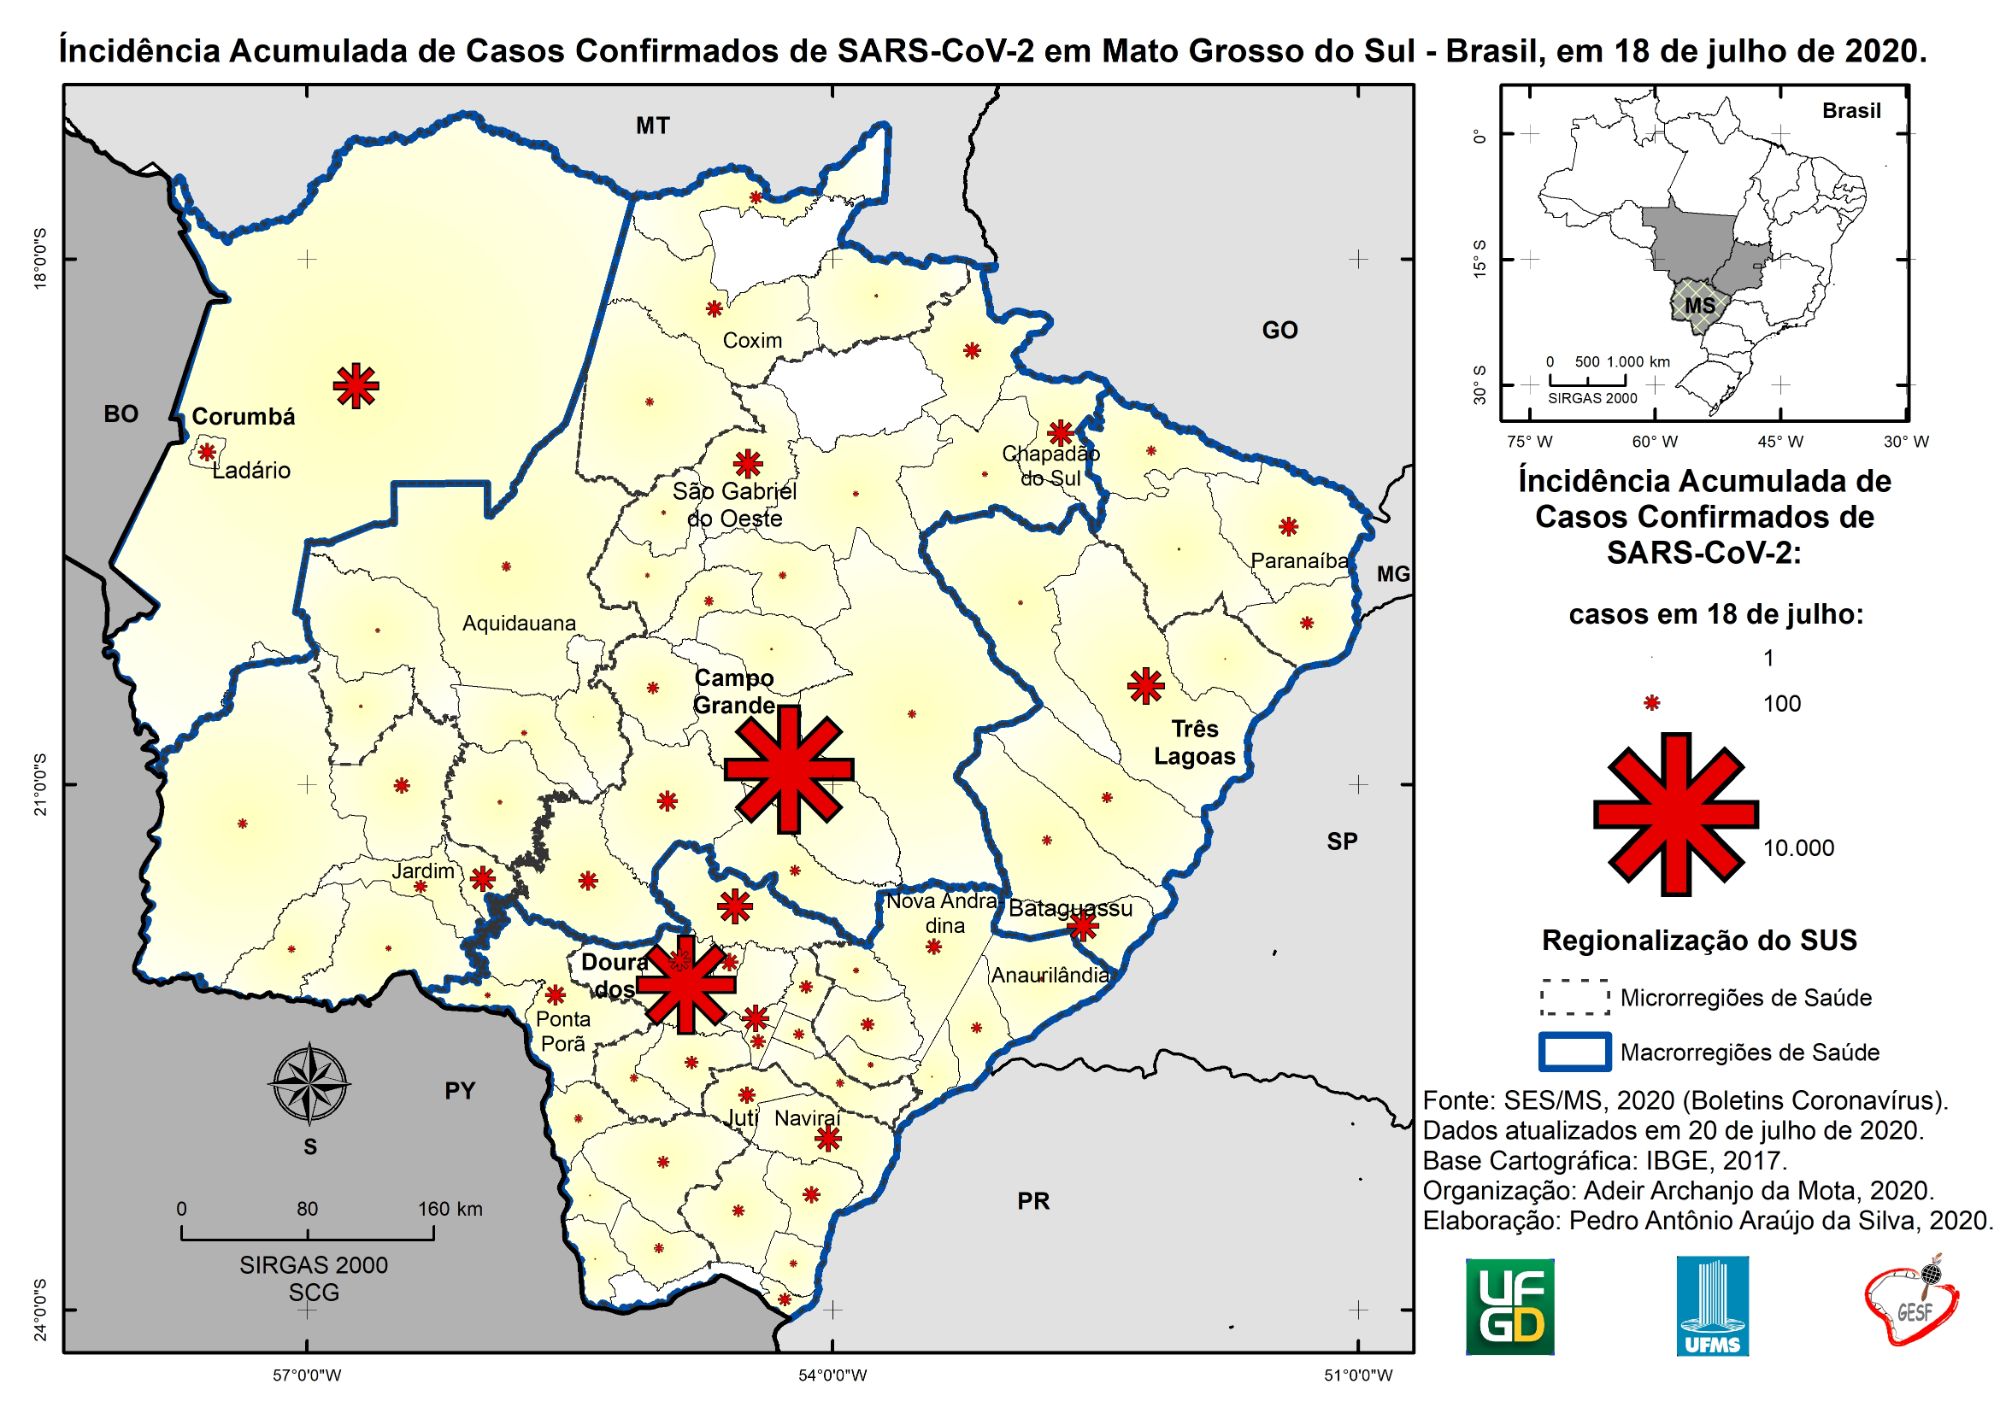 Íncidência Acumulada de Casos Confirmados de SARS-CoV-2 em Mato Grosso do Sul - Brasil, em 18 de julho de 2020.
MT
GO
BO
MG
SP
PY
PR
Coxim
Corumbá
Ladário
Chapadão
do Sul
São Gabriel
do Oeste
Paranaíba
Aquidauana
Campo
Grande
Três
Lagoas
Jardim
Nova Andra-
dina
Bataguassu
Doura
dos
Anaurilândia
Ponta
Porã
Juti
Naviraí
S
0 80 160 km
SIRGAS 2000
SCG
18°0'0"S
21°0'0"S
24°0'0"S
57°0'0"W
54°0'0"W
51°0'0"W
Brasil
MS
0 500 1.000 km
SIRGAS 2000
0°
15° S
30° S
75° W
60° W
45° W
30° W
Íncidência Acumulada de
Casos Confirmados de
SARS-CoV-2:
casos em 18 de julho:
1
100
10.000
Regionalização do SUS
Microrregiões de Saúde
Macrorregiões de Saúde
Fonte: SES/MS, 2020 (Boletins Coronavírus).
Dados atualizados em 20 de julho de 2020.
Base Cartográfica: IBGE, 2017.
Organização: Adeir Archanjo da Mota, 2020.
Elaboração: Pedro Antônio Araújo da Silva, 2020.
UF
GD
UFMS
GESF